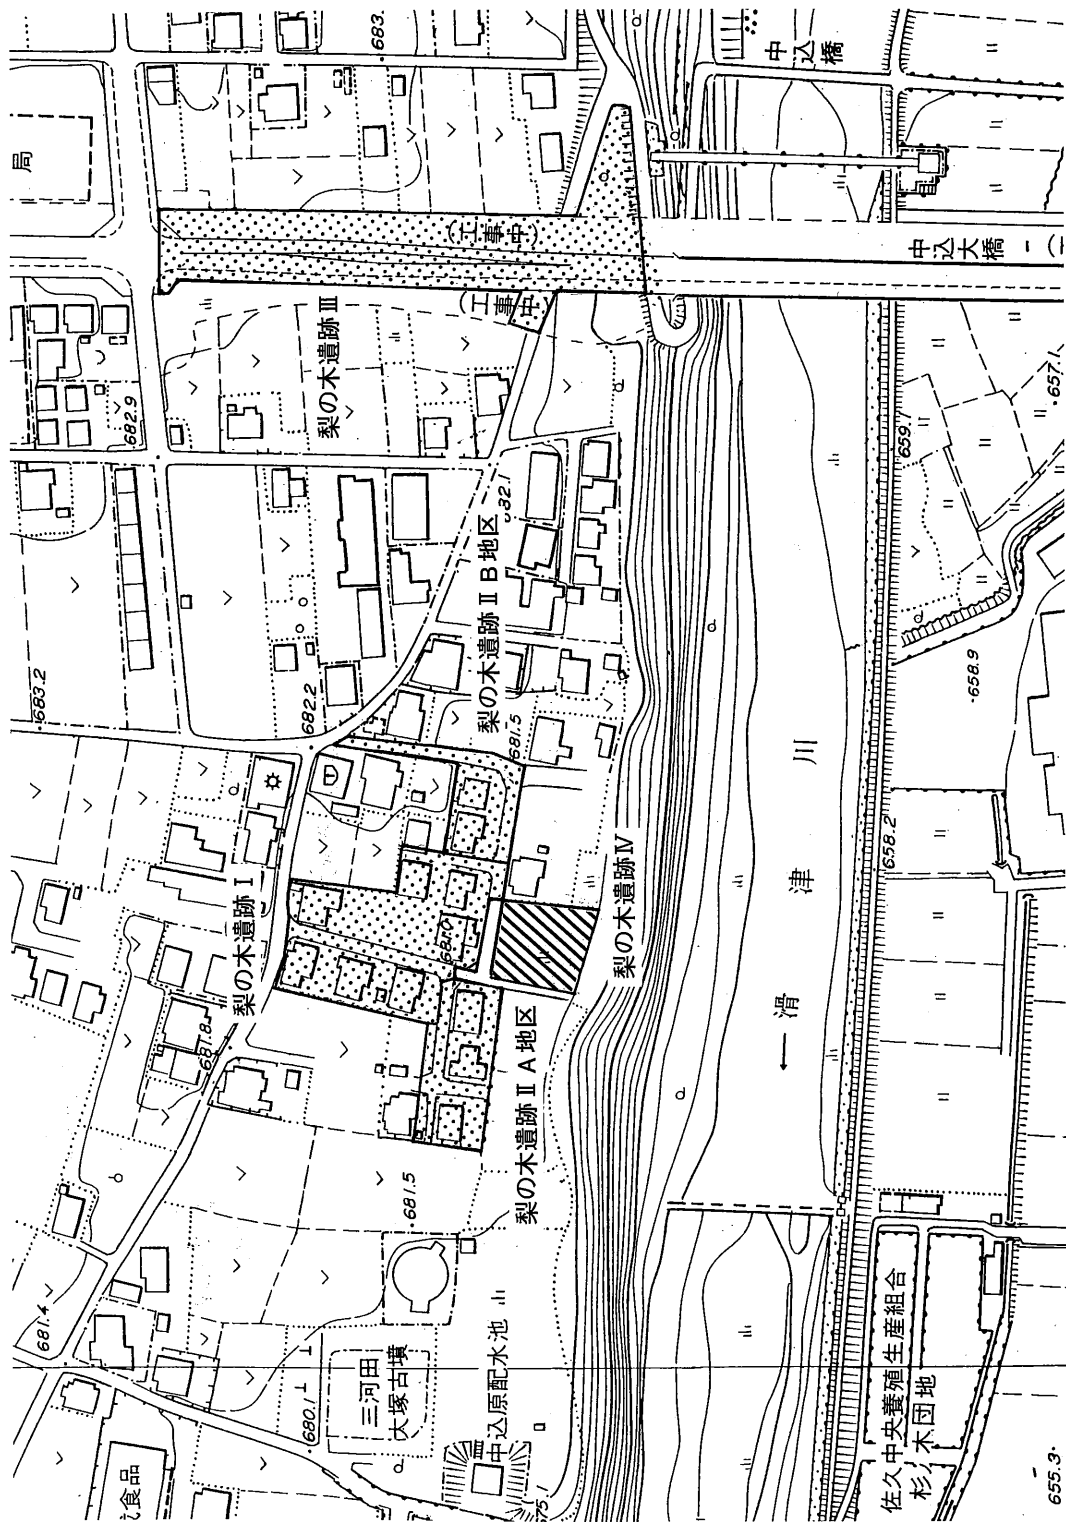 683.
中込橋
局
(工事中)
中込大橋
(工事中)
梨の木遺跡Ⅲ
682.9
657.1
659.1
梨の木遺跡Ⅱ B地区
683.2
682.2
681.5
658.9
川
658.2
津
梨の木遺跡Ⅰ
梨の木遺跡Ⅳ
681.0
681.8
←滑
梨の木遺跡Ⅱ A地区
681.5
681.4
680.1
三河田
大塚古墳
中込原配水池
佐久中央養殖生産組合
杉ノ木団地
食品
655.3